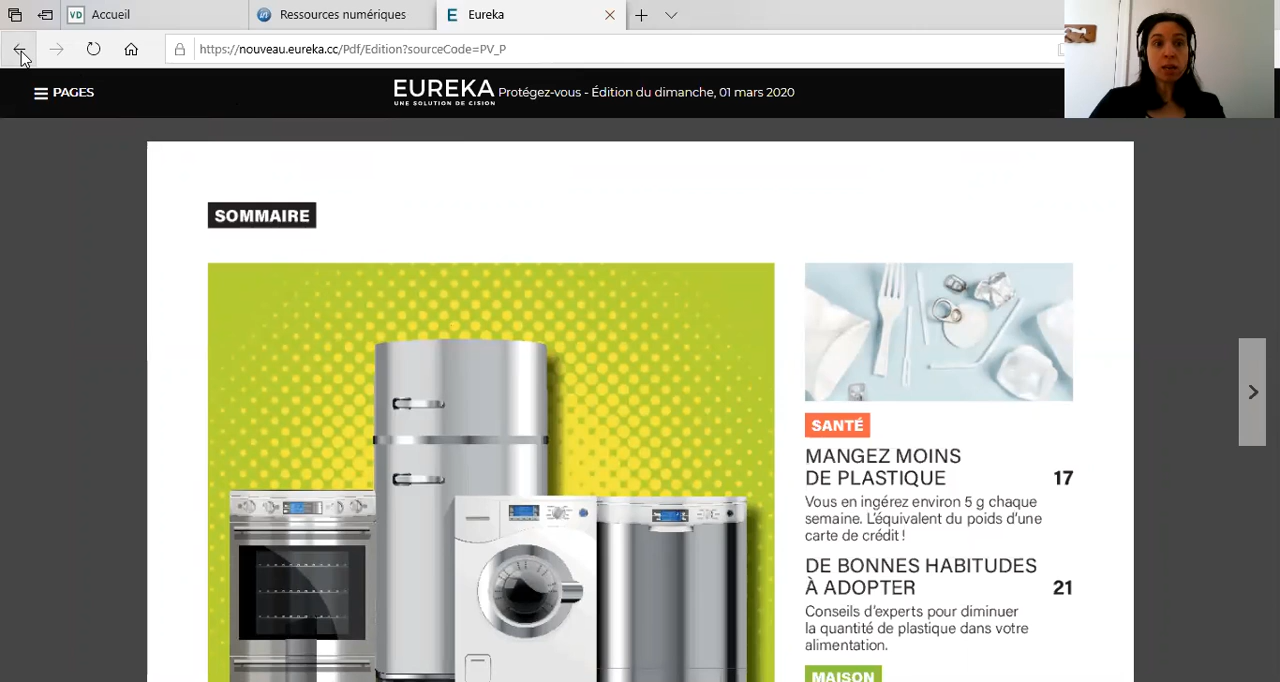 VD Accueil
in Ressources numériques
E Eureka
https://nouveau.eureka.cc/Pdf/Edition?sourceCode=PV_P
PAGES
EUREKA
UNE SOLUTION DE CISION
Protégez-vous - Édition du dimanche, 01 mars 2020
SOMMAIRE
SANTÉ
MANGEZ MOINS
DE PLASTIQUE 17
Vous en ingérez environ 5 g chaque
semaine. L'équivalent du poids d'une
carte de crédit !
DE BONNES HABITUDES
À ADOPTER 21
Conseils d'experts pour diminuer
la quantité de plastique dans votre
alimentation.
MAISON